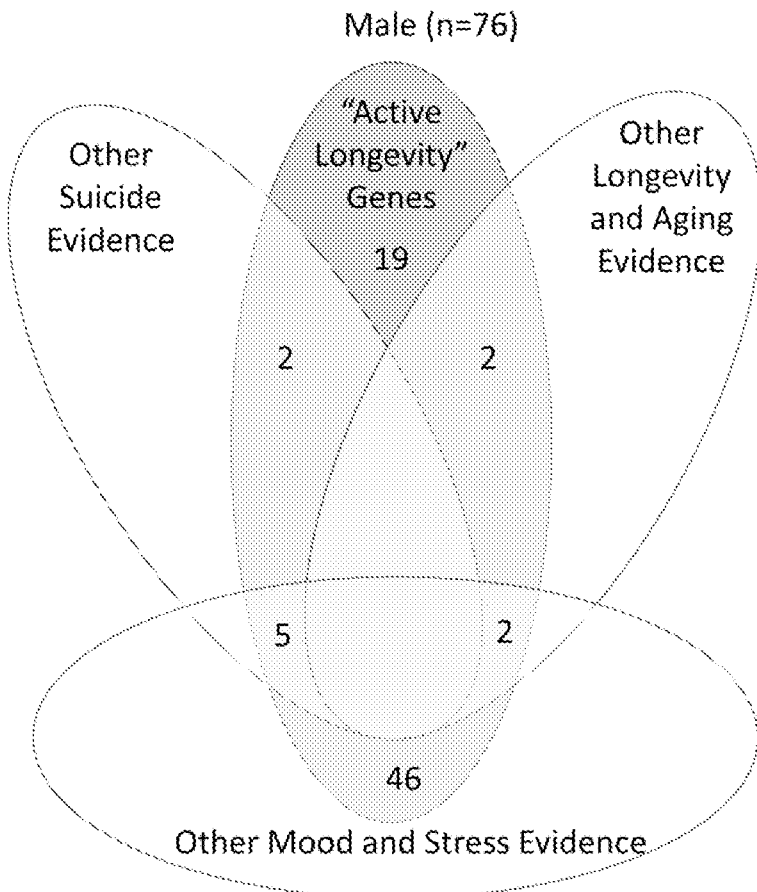 Male (n=76)
"Active
Longevity"
Genes
19
Other
Suicide
Evidence
Other
Longevity
and Aging
Evidence
2
2
5
2
46
Other Mood and Stress Evidence